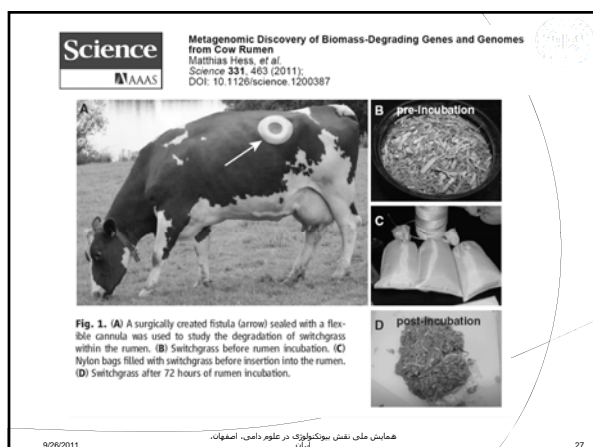 Science
AAAS
Metagenomic Discovery of Biomass-Degrading Genes and Genomes
from Cow Rumen
Matthias Hess, et al.
Science 331, 463 (2011);
DOI: 10.1126/science.1200387
A
B pre-incubation
C
D post-incubation
Fig. 1. (A) A surgically created fistula (arrow) sealed with a flex-
ible cannula was used to study the degradation of switchgrass
within the rumen. (B) Switchgrass before rumen incubation. (C)
Nylon bags filled with switchgrass before insertion into the rumen.
(D) Switchgrass after 72 hours of rumen incubation.
9/26/2011
همایش ملی نقش بیوتکنولوژی در علوم دامی، اصفهان،
ایران
27